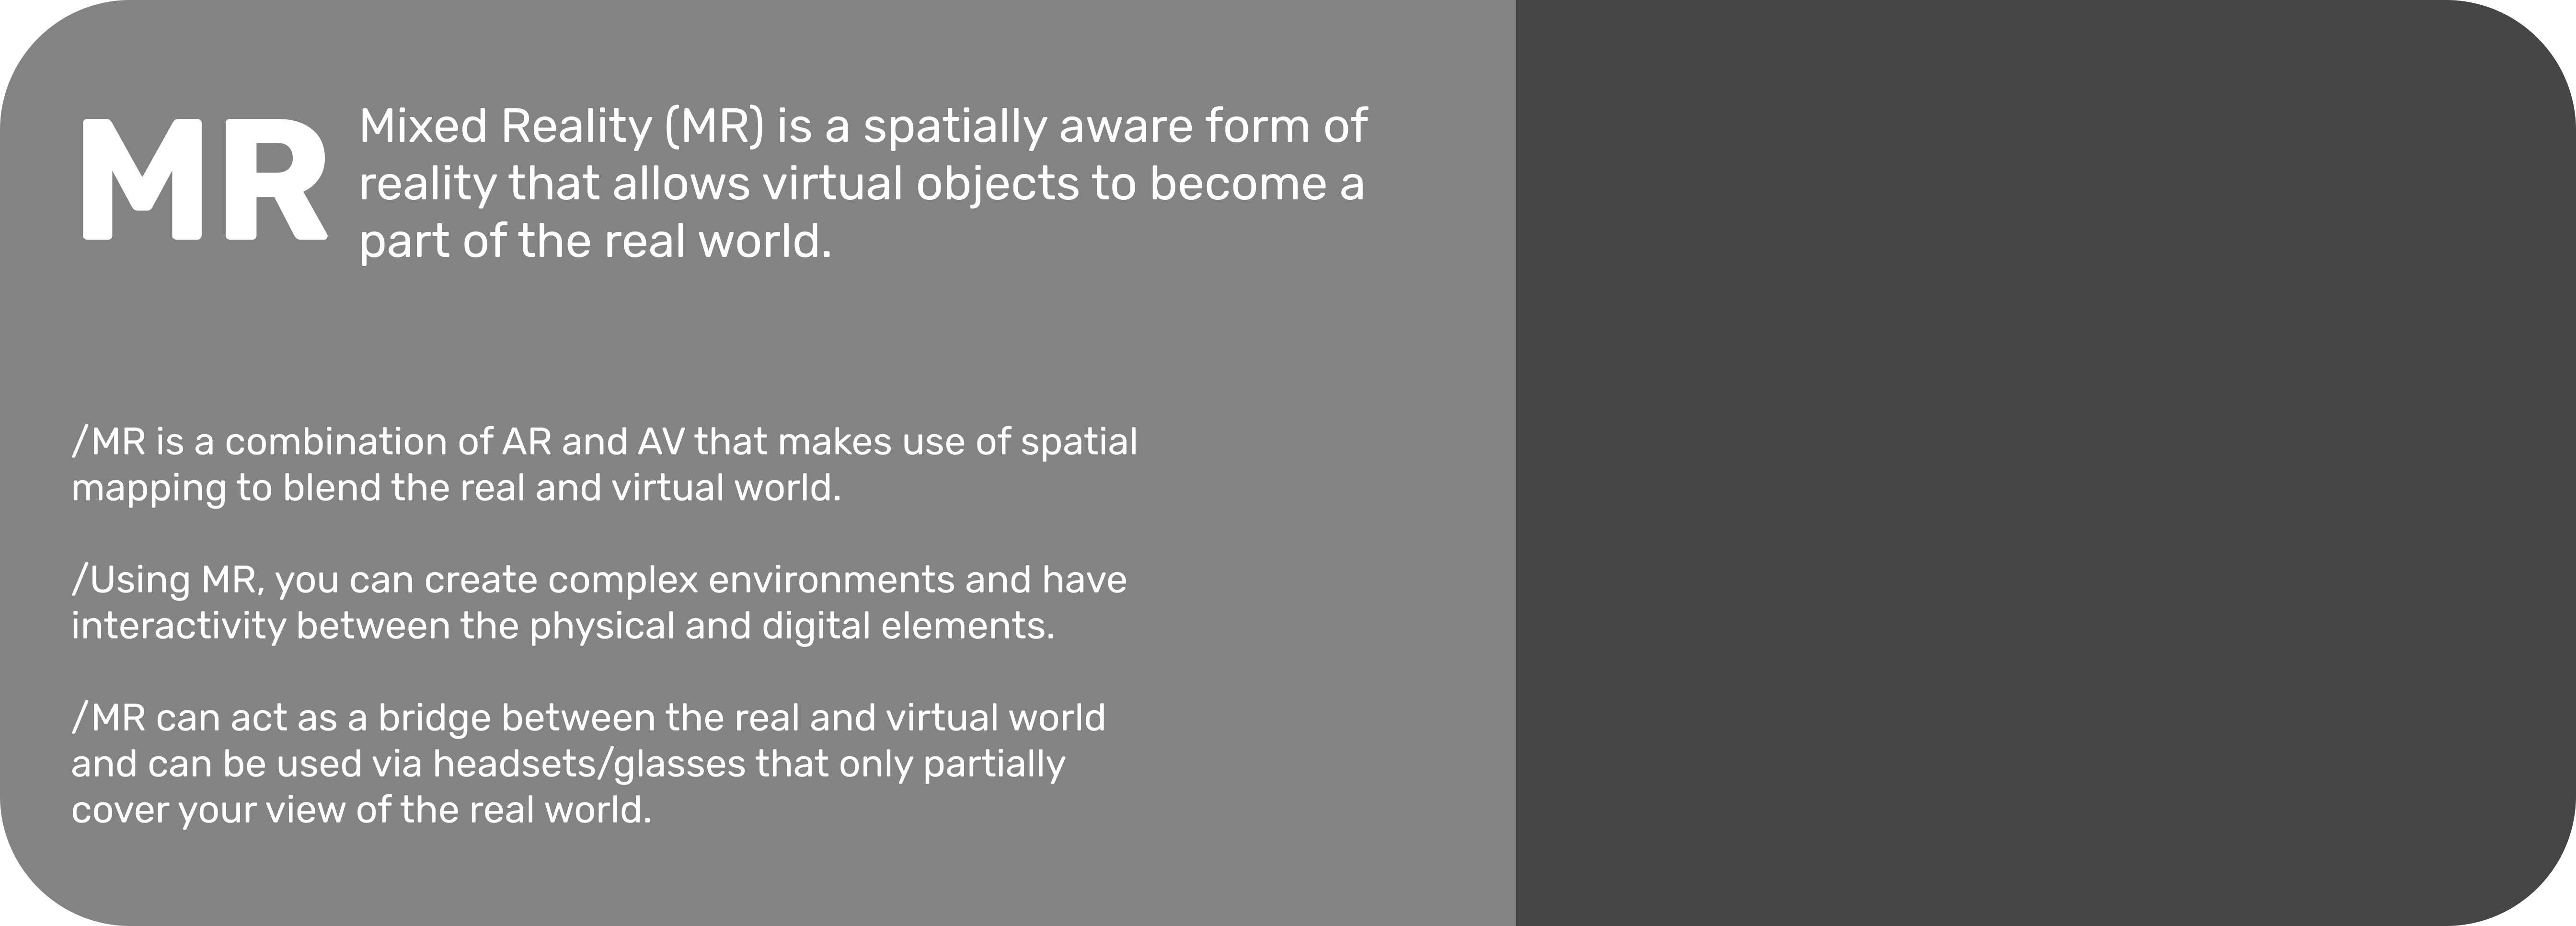 MR
Mixed Reality (MR) is a spatially aware form of
reality that allows virtual objects to become a
part of the real world.
/MR is a combination of AR and AV that makes use of spatial
mapping to blend the real and virtual world.
/Using MR, you can create complex environments and have
interactivity between the physical and digital elements.
/MR can act as a bridge between the real and virtual world
and can be used via headsets/glasses that only partially
cover your view of the real world.